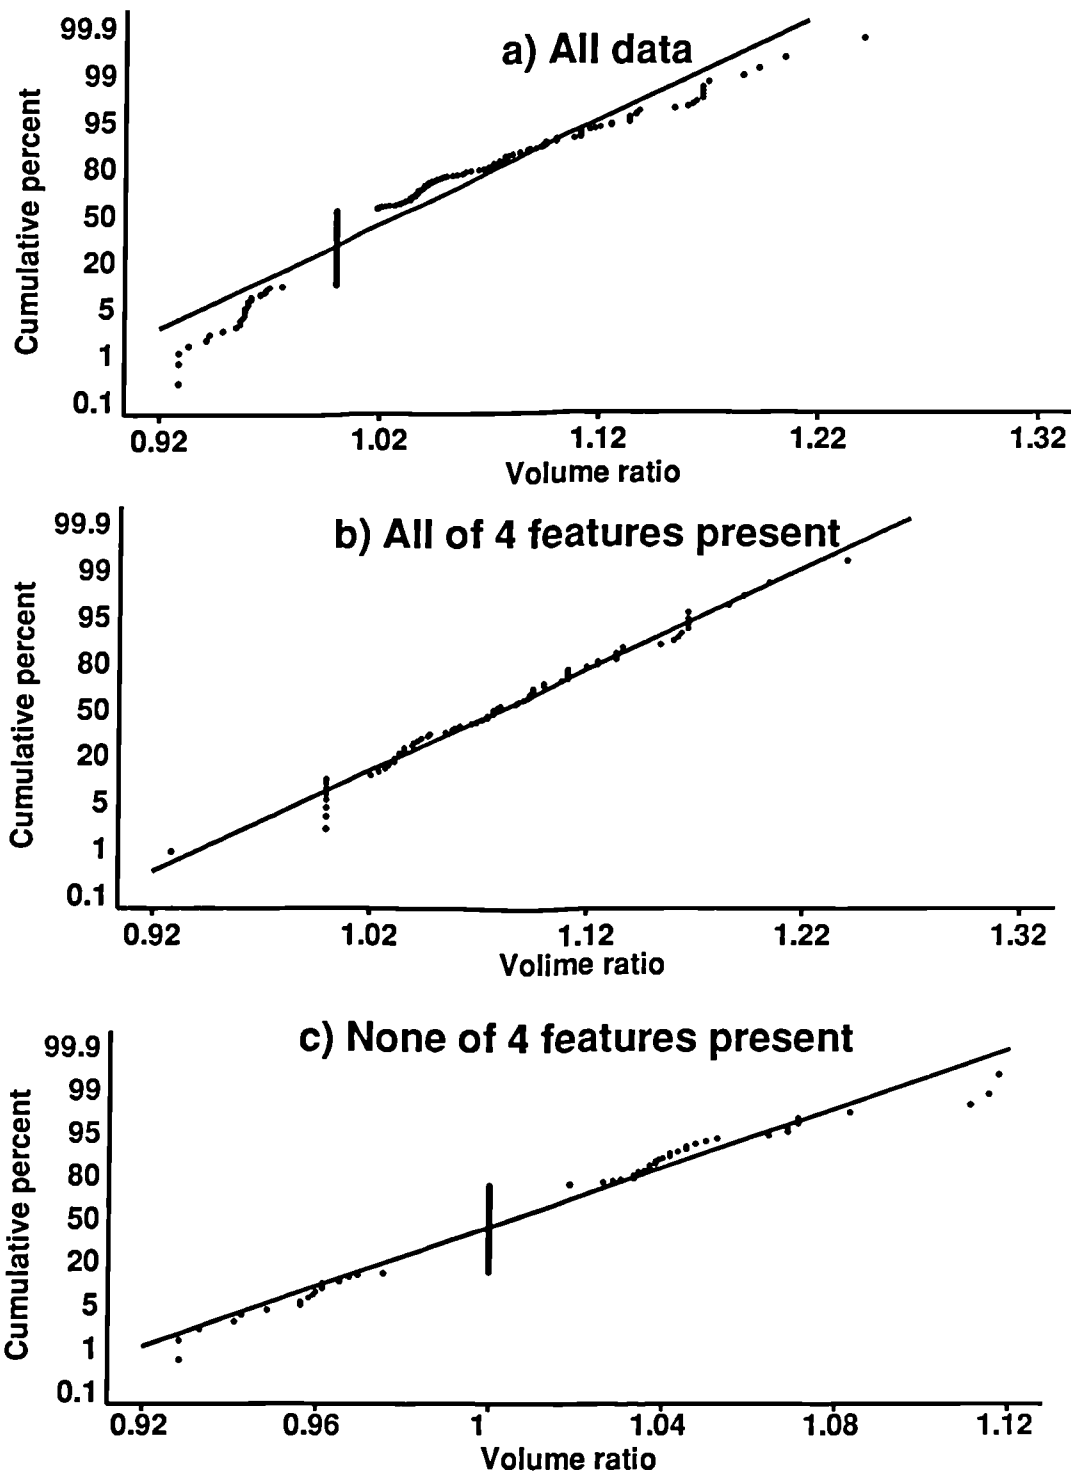 a) All data
Cumulative percent
99.9
99
95
80
50
20
5
1
0.1
0.92 1.02 1.12 1.22 1.32
Volume ratio
b) All of 4 features present
Cumulative percent
99.9
99
95
80
50
20
5
1
0.1
0.92 1.02 1.12 1.22 1.32
Volime ratio
c) None of 4 features present
Cumulative percent
99.9
99
95
80
50
20
5
1
0.1
0.92 0.96 1 1.04 1.08 1.12
Volume ratio